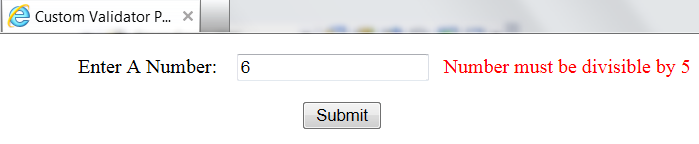 Custom Validator P...
Enter A Number: 6 Number must be divisible by 5
Submit